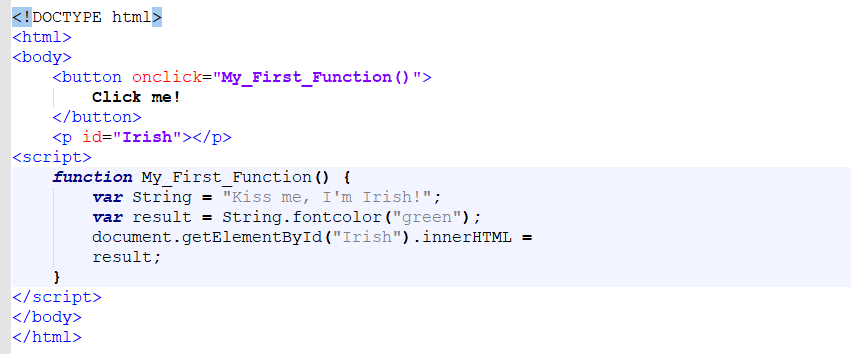 <!DOCTYPE html>
<html>
<body>
    <button onclick="My_First_Function()">
        Click me!
    </button>
    <p id="Irish"></p>
<script>
    function My_First_Function() {
        var String = "Kiss me, I'm Irish!";
        var result = String.fontcolor("green");
        document.getElementById("Irish").innerHTML =
        result;
    }
</script>
</body>
</html>